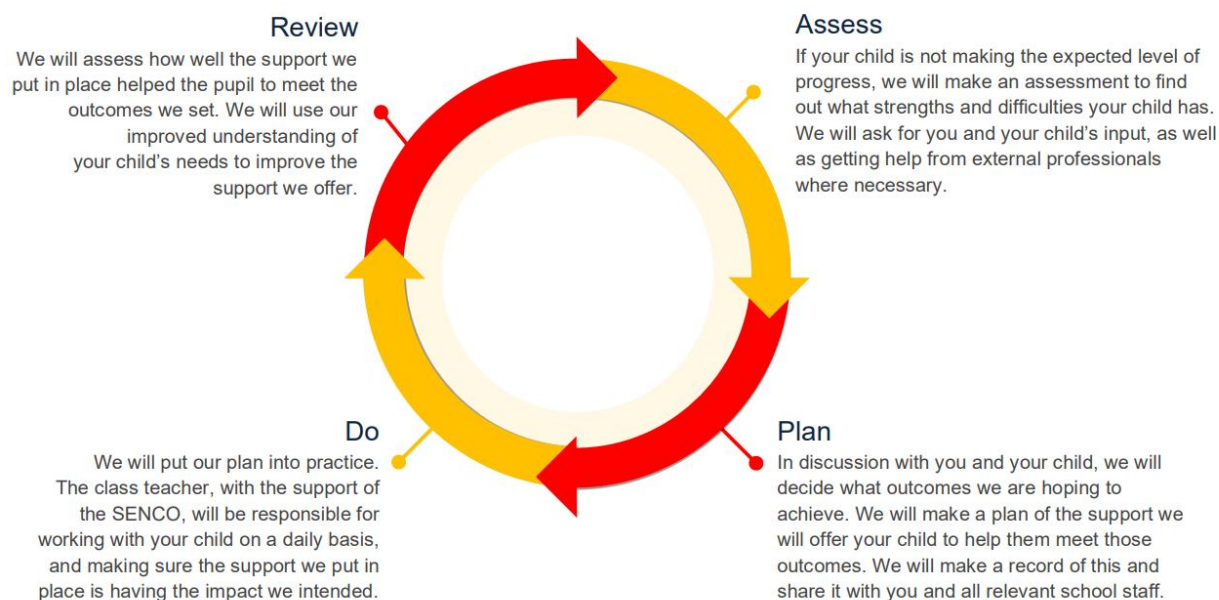 Review
We will assess how well the support we
put in place helped the pupil to meet the
outcomes we set. We will use our
improved understanding of
your child's needs to improve the
support we offer.
Assess
If your child is not making the expected level of
progress, we will make an assessment to find
out what strengths and difficulties your child has.
We will ask for you and your child's input, as well
as getting help from external professionals
where necessary.
Do
We will put our plan into practice.
The class teacher, with the support of
the SENCO, will be responsible for
working with your child on a daily basis,
and making sure the support we put in
place is having the impact we intended.
Plan
In discussion with you and your child, we will
decide what outcomes we are hoping to
achieve. We will make a plan of the support we
will offer your child to help them meet those
outcomes. We will make a record of this and
share it with you and all relevant school staff.